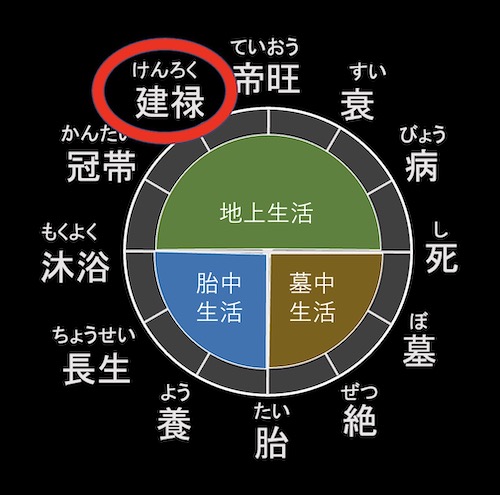 ていおう
帝旺
すい
衰
びょう
病
し
死
ぼ
墓
ぜつ
絶
たい
胎
よう
養
ちょうせい
長生
もくよく
沐浴
かんたい
冠帯
けんろく
建禄
地上生活
胎中
生活
墓中
生活